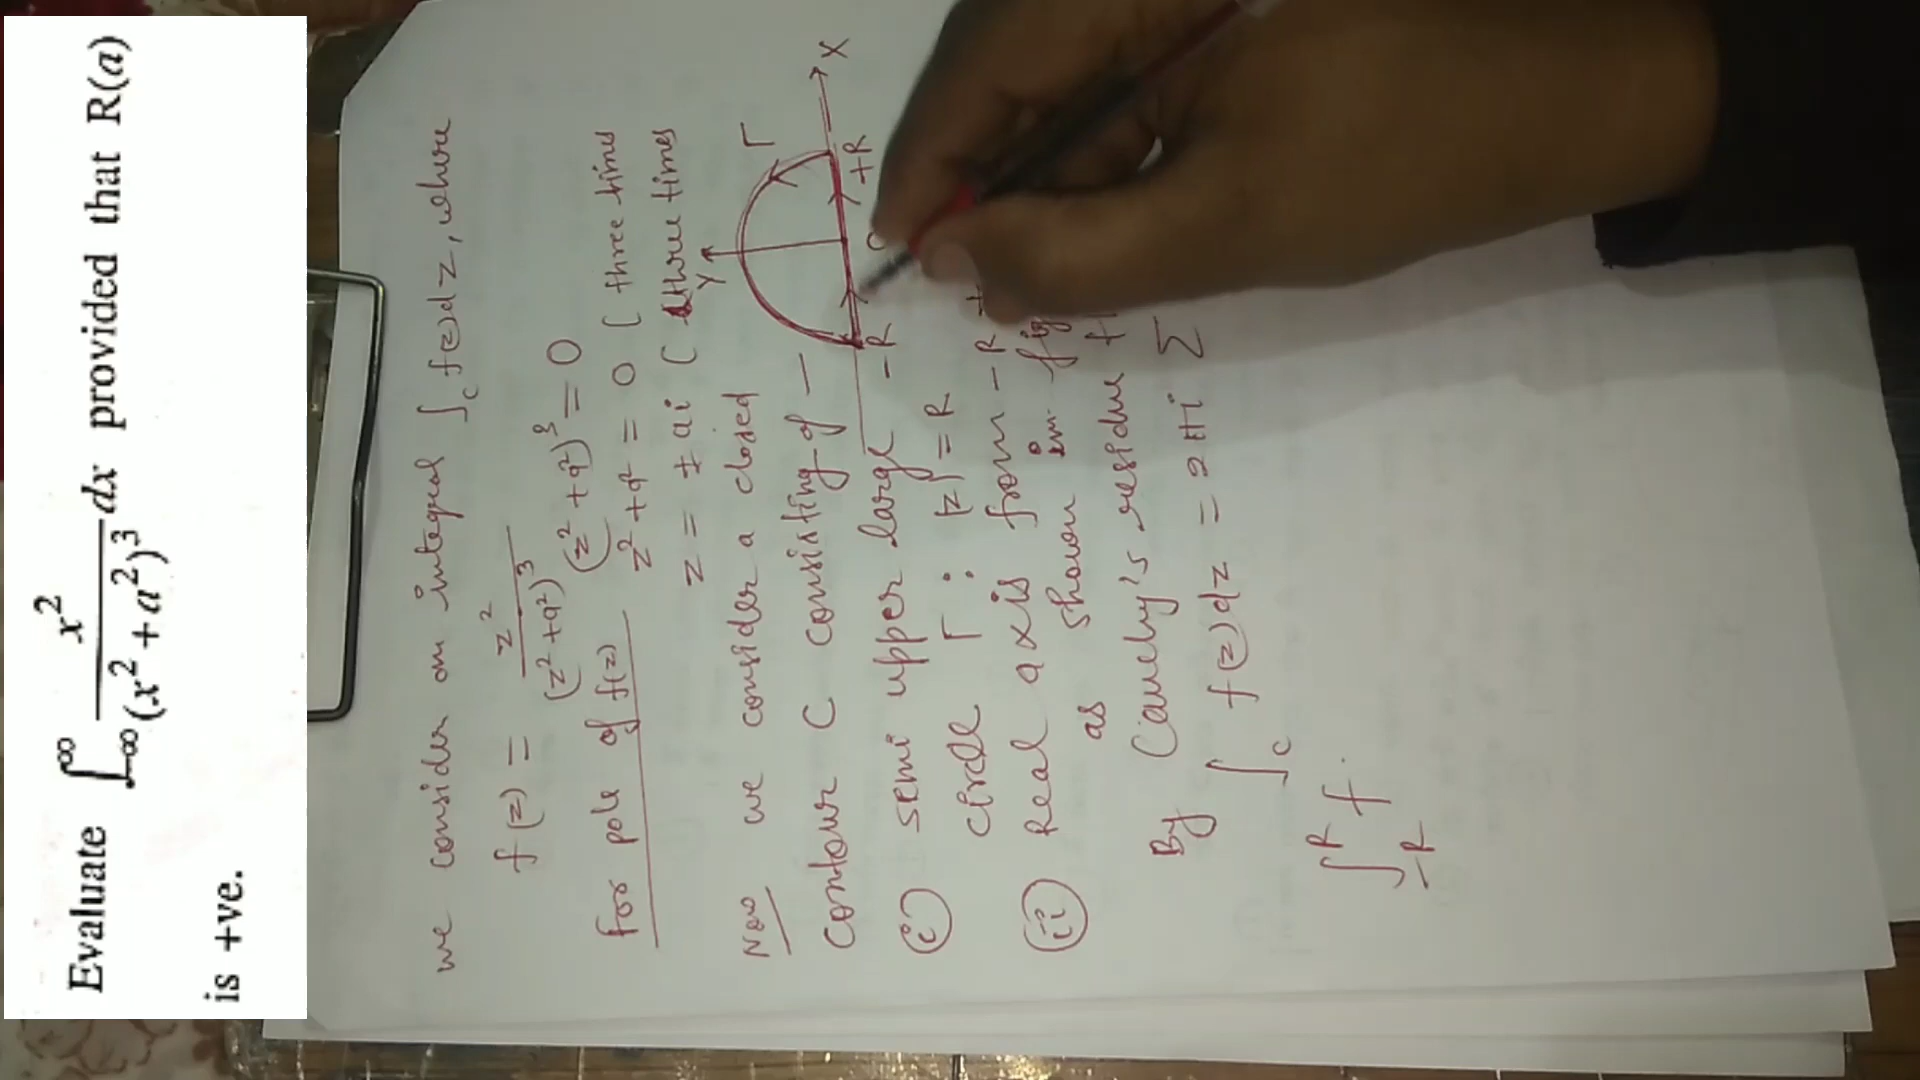 Evaluate ∫_{-∞}^{∞} x²/(x² + a²)³ dx provided that R(a)
is +ve.
we consider an integral ∫_c f(z)dz, where
f(z) = z²/(z²+a²)³
for pole of f(z) (z²+a²)³ = 0
z²+a² = 0 ( three times
z = ± ai ( three times
Now we consider a closed
Contour C consisting of —
(i) semi upper large
circle Γ : |z| = R
(ii) Real axis from - R
as shown in
By Cauchy's residue
∫_c f(z)dz = 2πi Σ
∫_{-R}^{R} f
Y
Γ
X
-R
+R